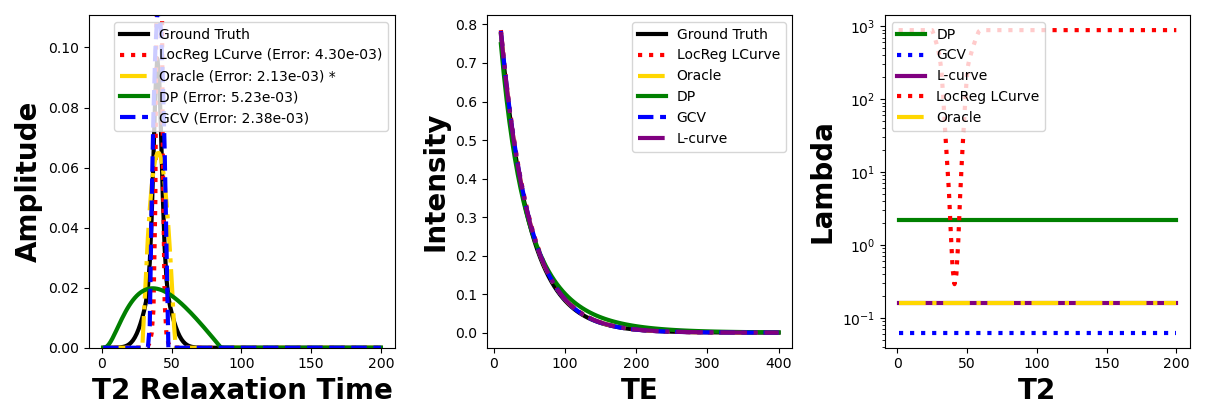 Amplitude
0.10
0.08
0.06
0.04
0.02
0.00
Ground Truth
LocReg LCurve (Error: 4.30e-03)
Oracle (Error: 2.13e-03) *
DP (Error: 5.23e-03)
GCV (Error: 2.38e-03)
0 50 100 150 200
T2 Relaxation Time
Intensity
0.8
0.7
0.6
0.5
0.4
0.3
0.2
0.1
0.0
Ground Truth
LocReg LCurve
Oracle
DP
GCV
L-curve
0 100 200 300 400
TE
Lambda
10³
10²
10¹
10⁰
10⁻¹
DP
GCV
L-curve
LocReg LCurve
Oracle
0 50 100 150 200
T2